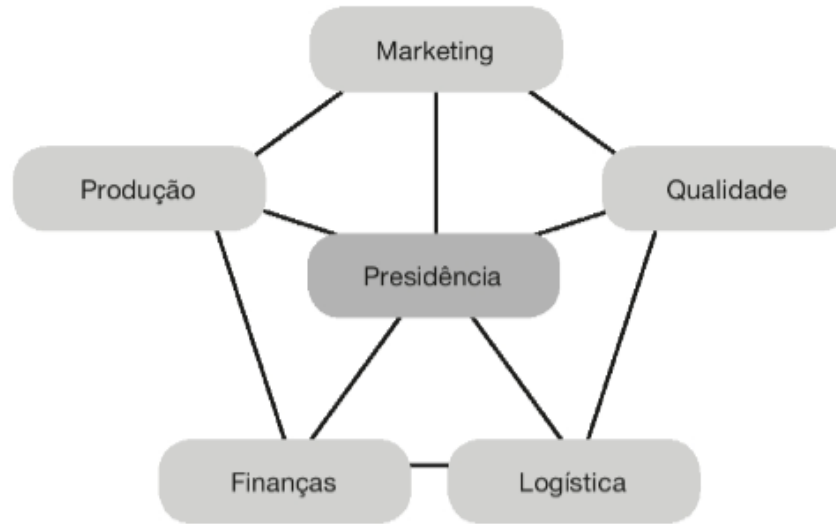 Marketing
Produção
Qualidade
Presidência
Finanças
Logística